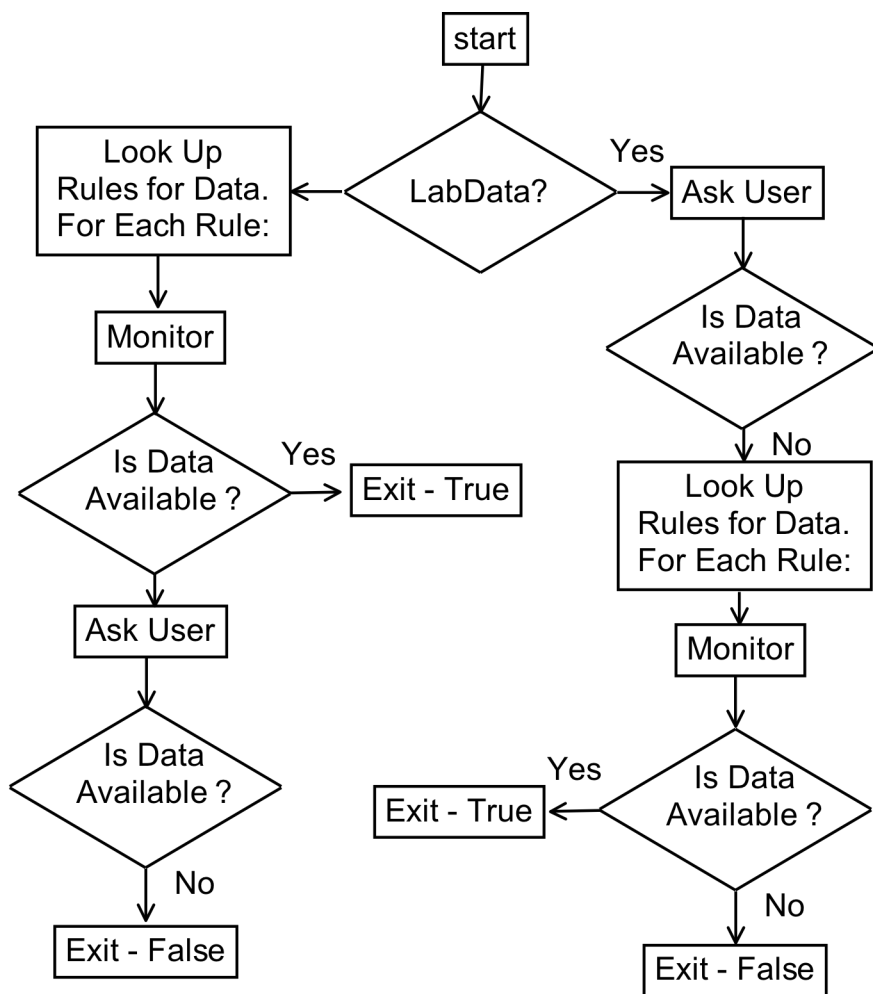 start
LabData?
Yes
Ask User
Look Up
Rules for Data.
For Each Rule:
Is Data
Available ?
Monitor
No
Is Data
Available ?
Yes
Exit - True
Look Up
Rules for Data.
For Each Rule:
Ask User
Monitor
Is Data
Available ?
Yes
Is Data
Available ?
Exit - True
No
No
Exit - False
Exit - False